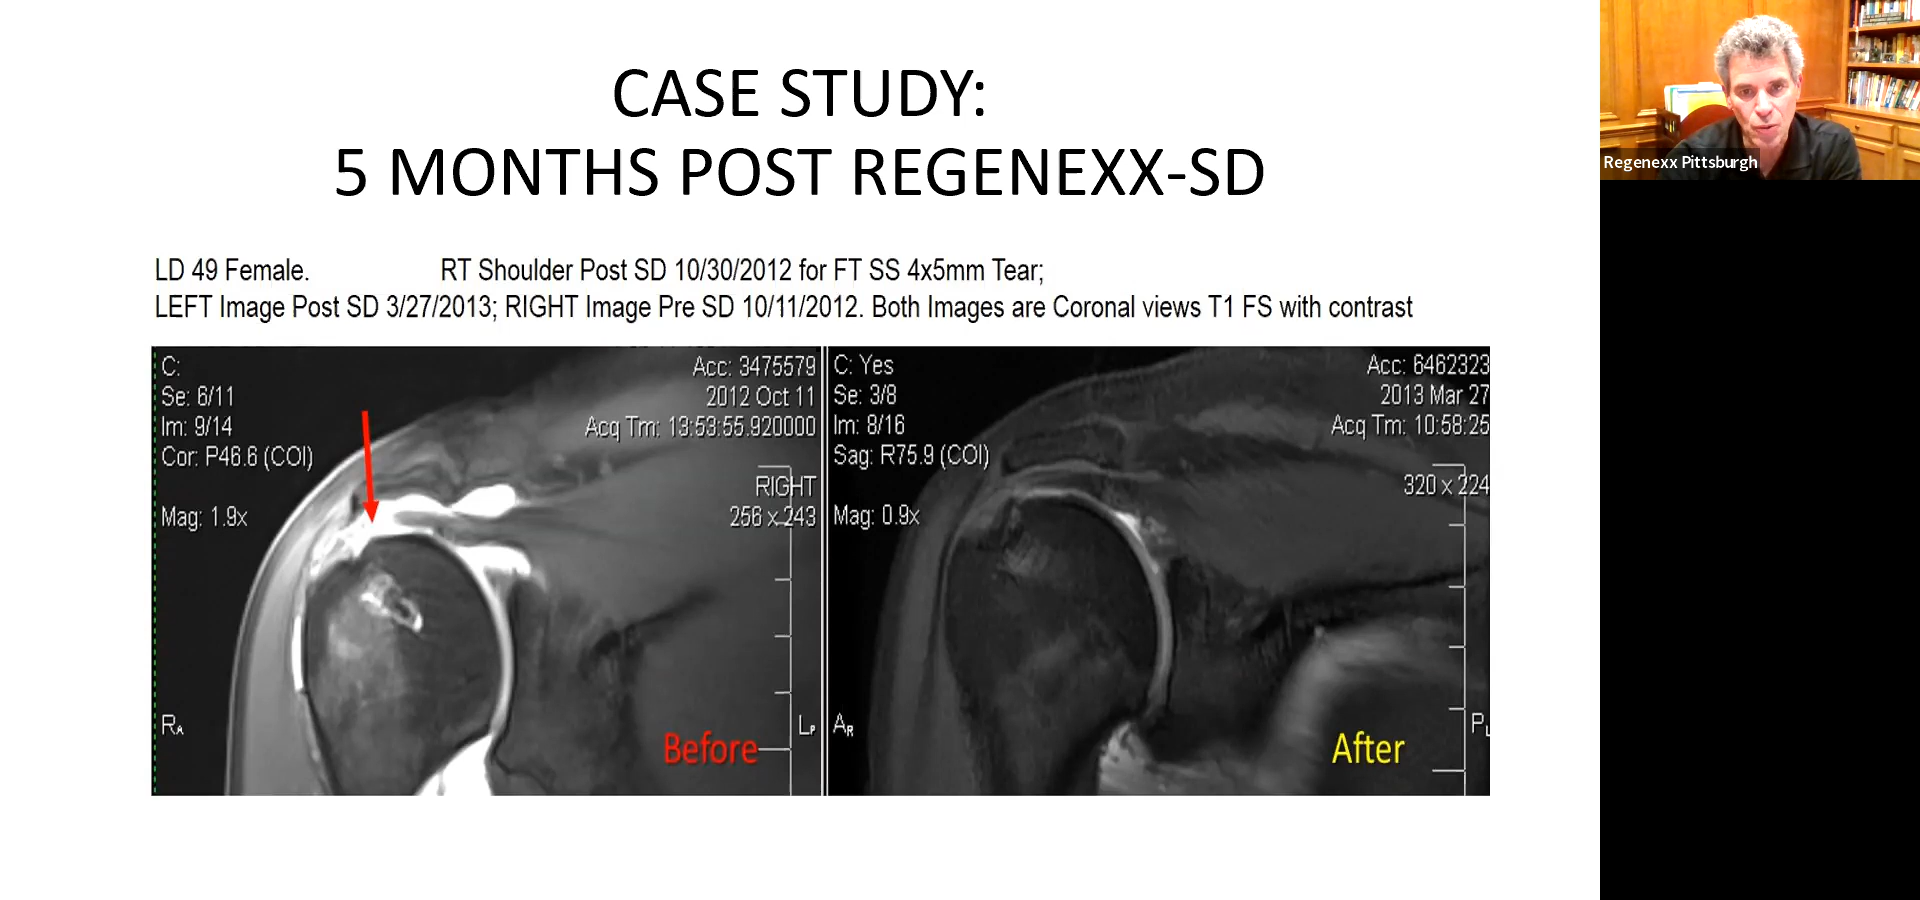 CASE STUDY:
5 MONTHS POST REGENEXX-SD
LD 49 Female. RT Shoulder Post SD 10/30/2012 for FT SS 4x5mm Tear;
LEFT Image Post SD 3/27/2013; RIGHT Image Pre SD 10/11/2012. Both Images are Coronal views T1 FS with contrast
C:
Se: 6/11
Im: 9/14
Cor: P46.6 (COI)
Mag: 1.9x
Acc: 3475579
2012 Oct 11
Acq Tm: 13:53:55.920000
RIGHT
256 x 243
RA
LP
Before
C: Yes
Se: 3/8
Im: 8/16
Sag: R75.9 (COI)
Mag: 0.9x
Acc: 6462323
2013 Mar 27
Acq Tm: 10:58:25
320 x 224
AR
PL
After
Regenexx Pittsburgh